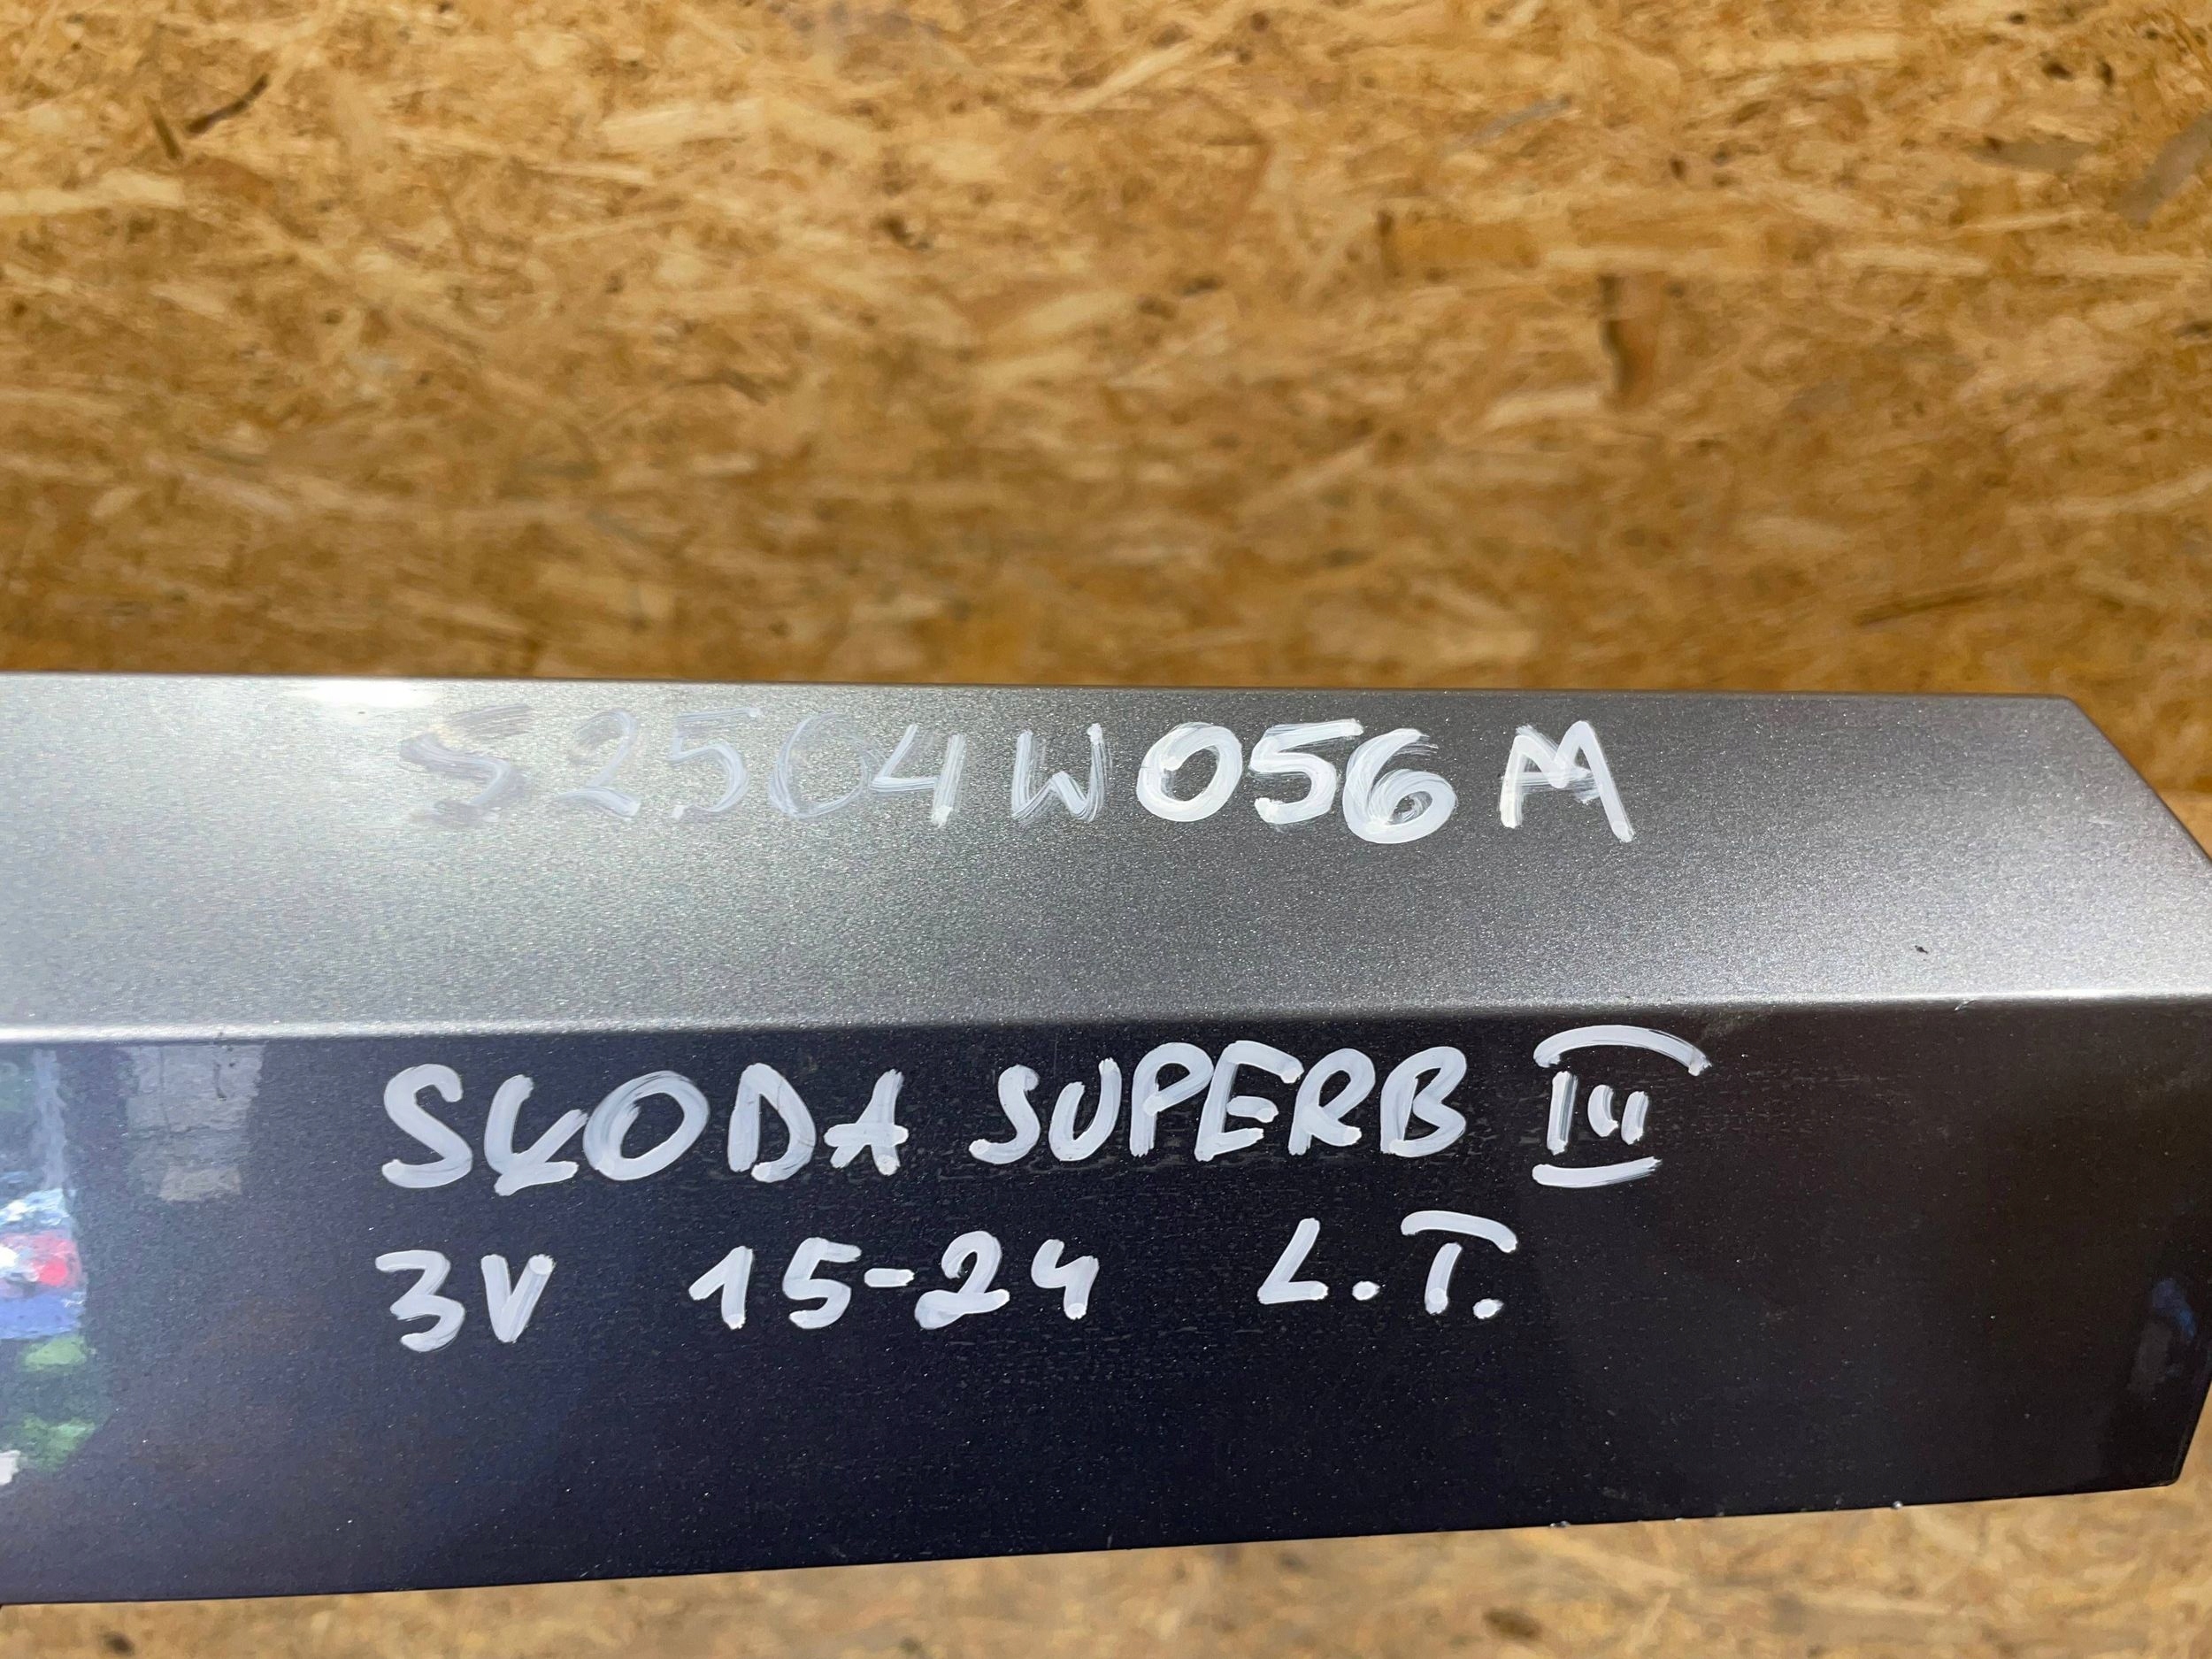 S2504W056M
SKODA SUPERB III
3V 15-24 L.T.